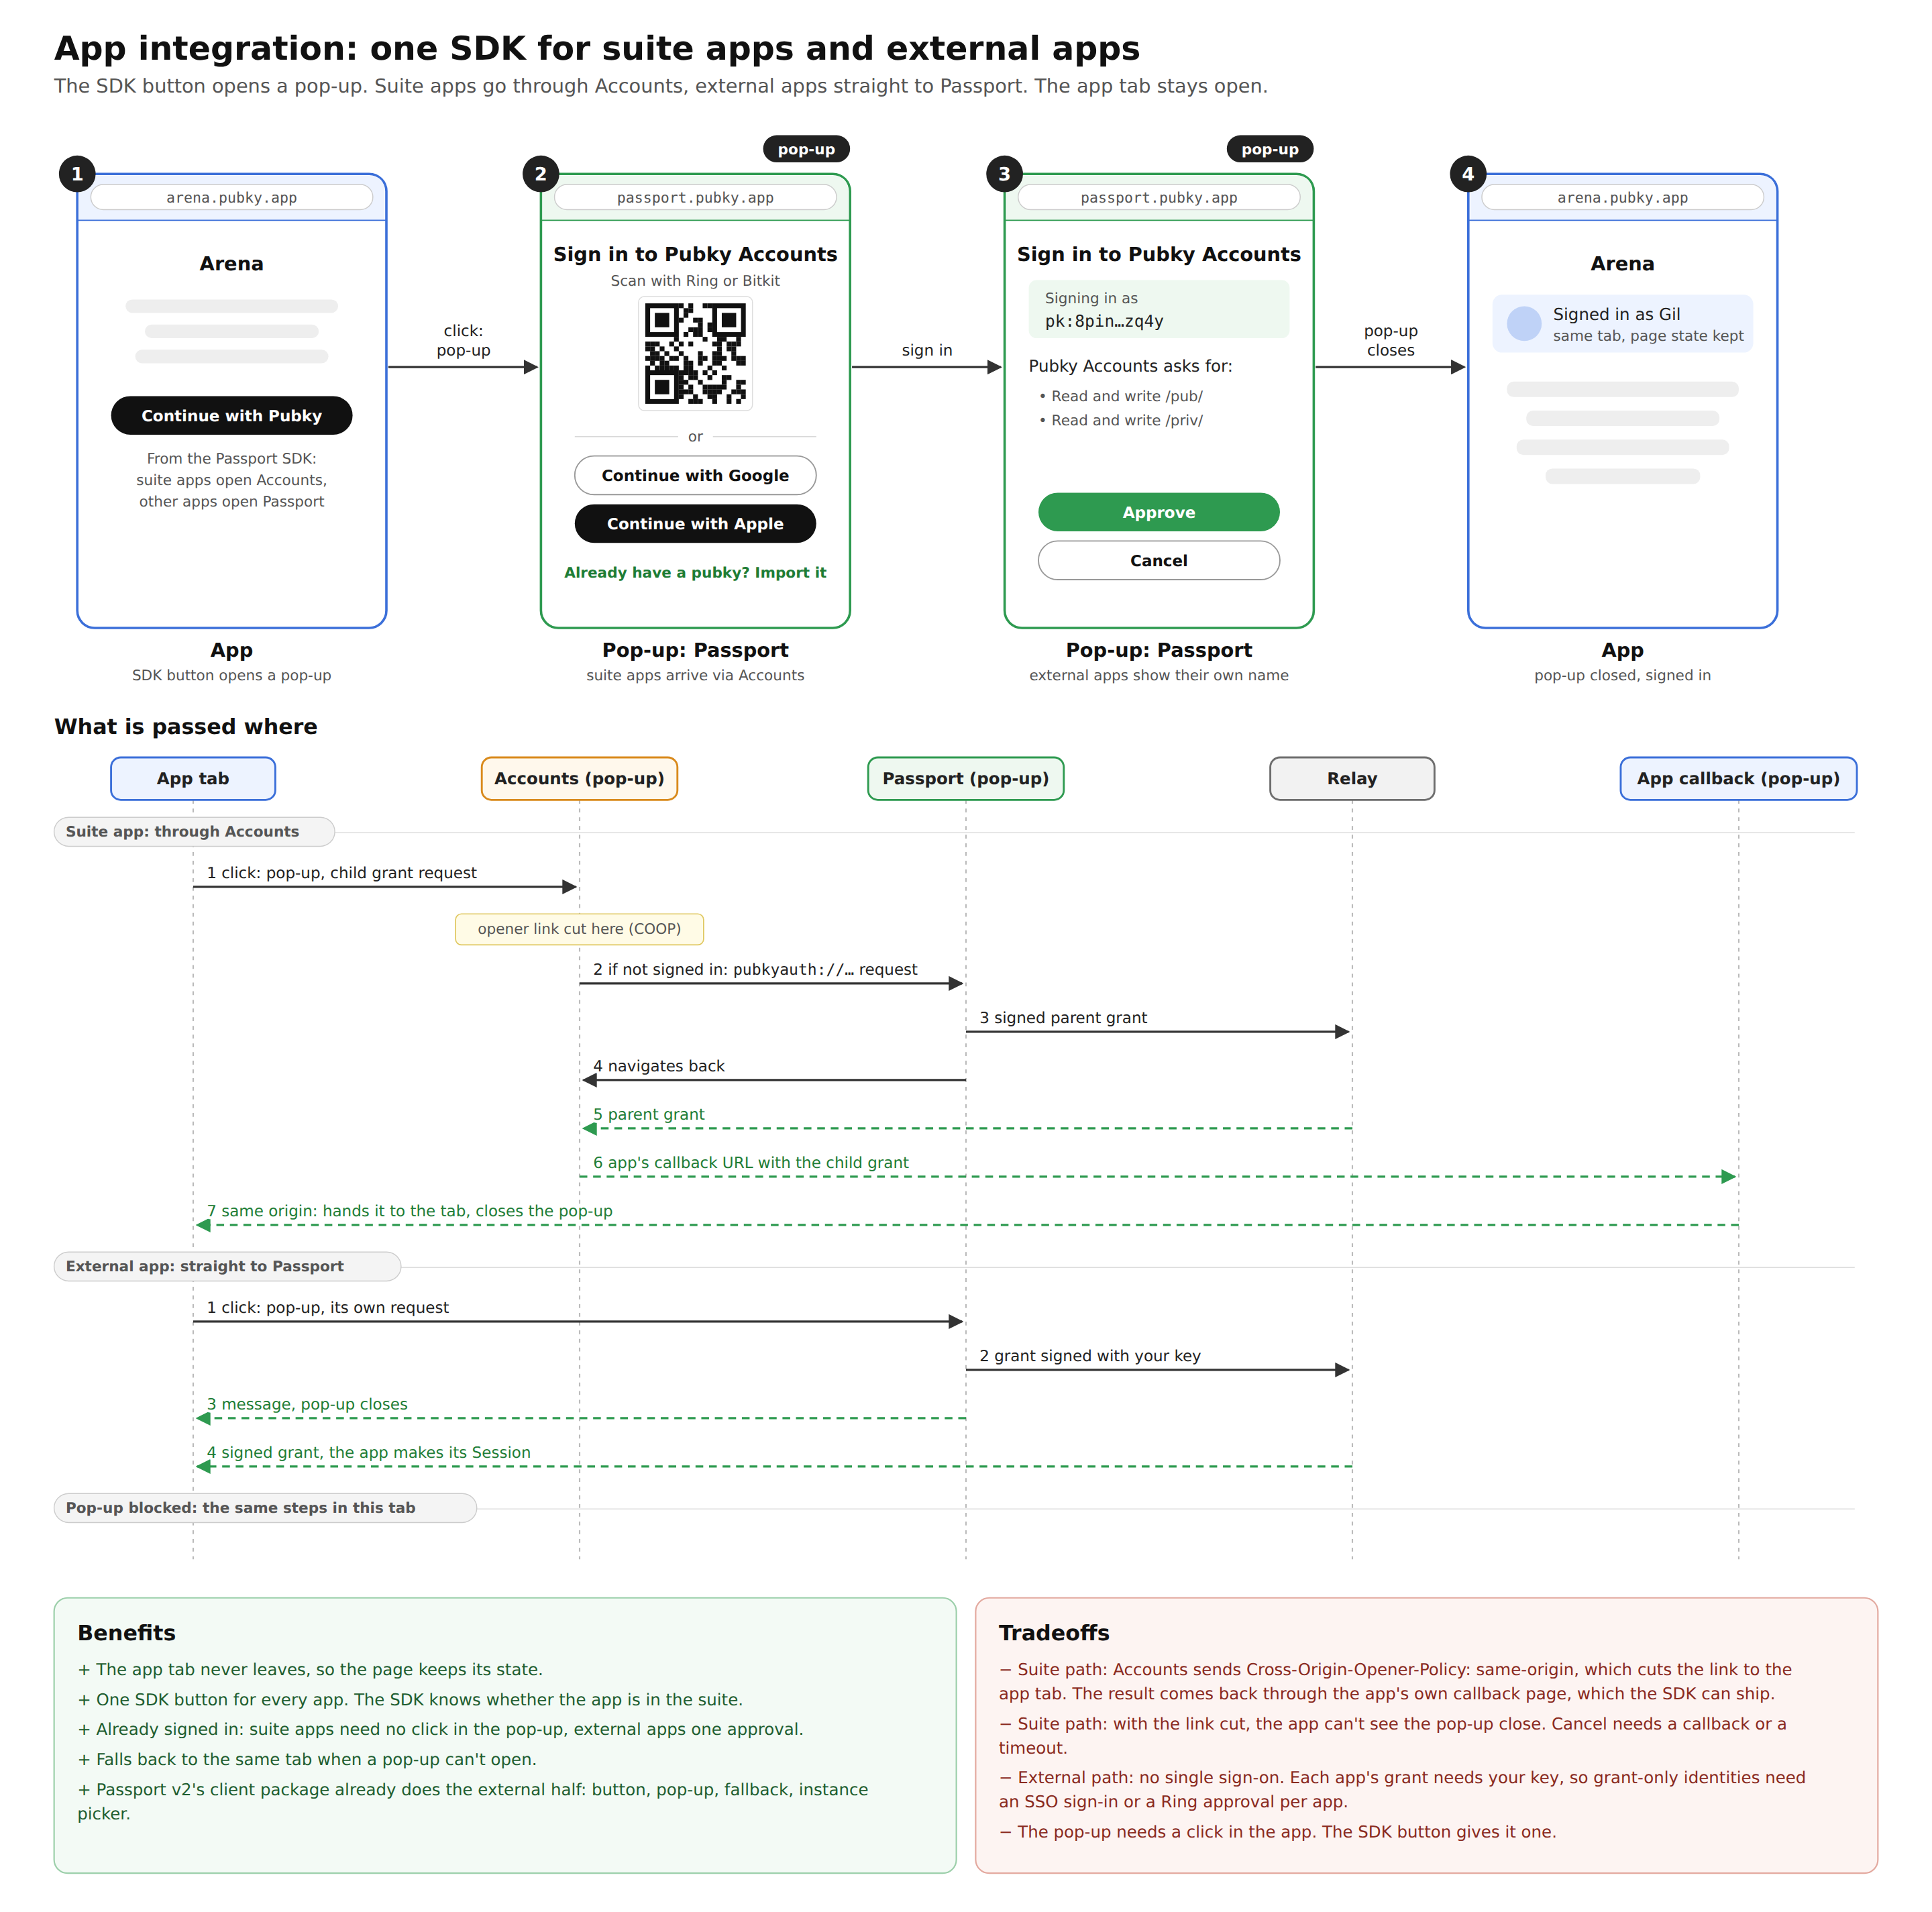 App integration: one SDK for suite apps and external apps
The SDK button opens a pop-up. Suite apps go through Accounts, external apps straight to Passport. The app tab stays open.
1
arena.pubky.app
Arena
Continue with Pubky
From the Passport SDK:
suite apps open Accounts,
other apps open Passport
App
SDK button opens a pop-up
click:
pop-up
pop-up
2
passport.pubky.app
Sign in to Pubky Accounts
Scan with Ring or Bitkit
or
Continue with Google
Continue with Apple
Already have a pubky? Import it
Pop-up: Passport
suite apps arrive via Accounts
sign in
pop-up
3
passport.pubky.app
Sign in to Pubky Accounts
Signing in as
pk:8pin…zq4y
Pubky Accounts asks for:
• Read and write /pub/
• Read and write /priv/
Approve
Cancel
Pop-up: Passport
external apps show their own name
pop-up
closes
4
arena.pubky.app
Arena
Signed in as Gil
same tab, page state kept
App
pop-up closed, signed in
What is passed where
App tab
Accounts (pop-up)
Passport (pop-up)
Relay
App callback (pop-up)
Suite app: through Accounts
1 click: pop-up, child grant request
opener link cut here (COOP)
2 if not signed in: pubkyauth://… request
3 signed parent grant
4 navigates back
5 parent grant
6 app's callback URL with the child grant
7 same origin: hands it to the tab, closes the pop-up
External app: straight to Passport
1 click: pop-up, its own request
2 grant signed with your key
3 message, pop-up closes
4 signed grant, the app makes its Session
Pop-up blocked: the same steps in this tab
Benefits
+ The app tab never leaves, so the page keeps its state.
+ One SDK button for every app. The SDK knows whether the app is in the suite.
+ Already signed in: suite apps need no click in the pop-up, external apps one approval.
+ Falls back to the same tab when a pop-up can't open.
+ Passport v2's client package already does the external half: button, pop-up, fallback, instance
picker.
Tradeoffs
− Suite path: Accounts sends Cross-Origin-Opener-Policy: same-origin, which cuts the link to the
app tab. The result comes back through the app's own callback page, which the SDK can ship.
− Suite path: with the link cut, the app can't see the pop-up close. Cancel needs a callback or a
timeout.
− External path: no single sign-on. Each app's grant needs your key, so grant-only identities need
an SSO sign-in or a Ring approval per app.
− The pop-up needs a click in the app. The SDK button gives it one.